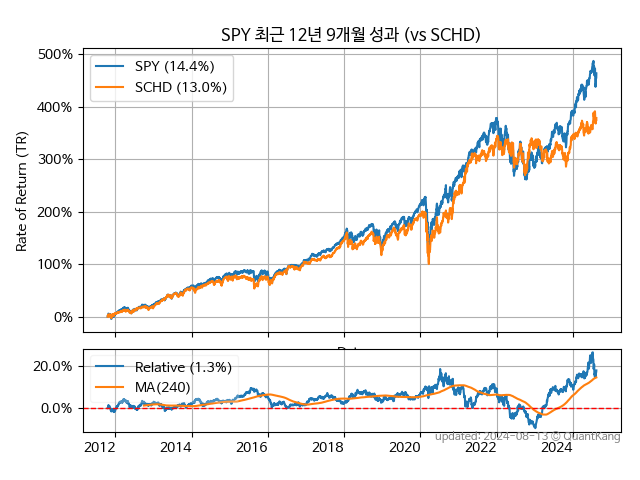 SPY 최근 12년 9개월 성과 (vs SCHD)
500%
400%
300%
200%
100%
0%
Rate of Return (TR)
SPY (14.4%)
SCHD (13.0%)
20.0%
0.0%
Relative (1.3%)
MA(240)
2012 2014 2016 2018 2020 2022 2024
updated: 2024-08-13 © QuantKang